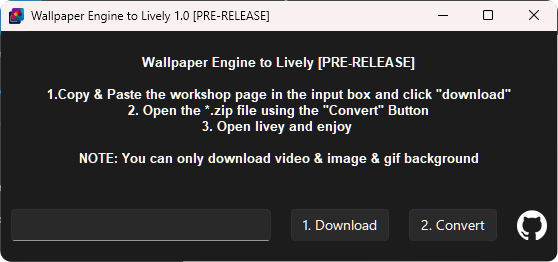 Wallpaper Engine to Lively 1.0 [PRE-RELEASE]
Wallpaper Engine to Lively [PRE-RELEASE]
1.Copy & Paste the workshop page in the input box and click "download"
2. Open the *.zip file using the "Convert" Button
3. Open livey and enjoy
NOTE: You can only download video & image & gif background
1. Download
2. Convert